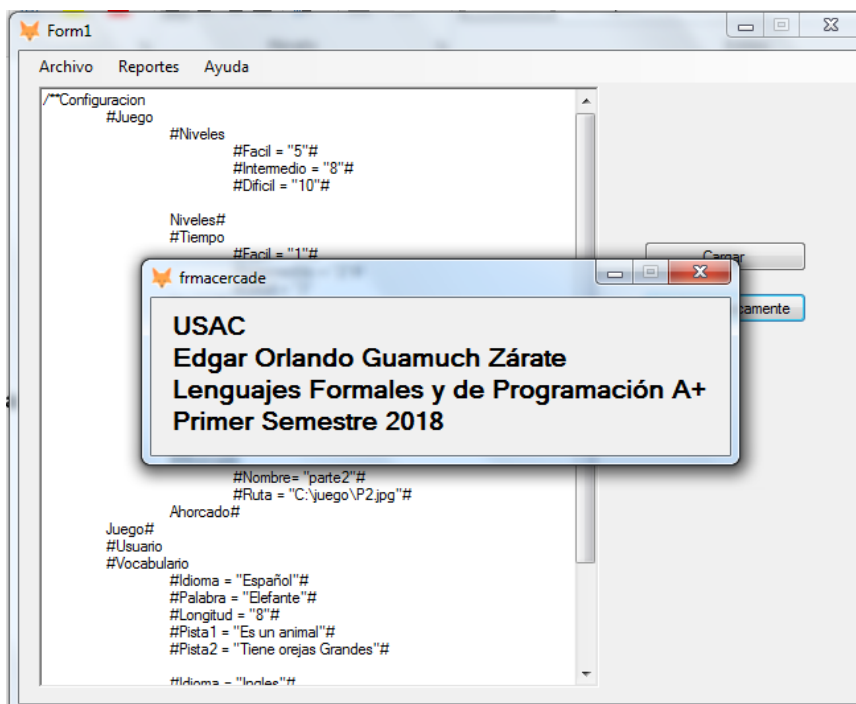 Form1
Archivo Reportes Ayuda
/**Configuracion
#Juego
#Niveles
#Facil = "5"#
#Intermedio = "8"#
#Dificil = "10"#
Niveles#
#Tiempo
#Facil = "1"#
Cargar
camente
frmacercade
USAC
Edgar Orlando Guamuch Zárate
Lenguajes Formales y de Programación A+
Primer Semestre 2018
#Nombre= "parte2"#
#Ruta = "C:\juego\P2.jpg"#
Ahorcado#
Juego#
#Usuario
#Vocabulario
#Idioma = "Español"#
#Palabra = "Elefante"#
#Longitud = "8"#
#Pista1 = "Es un animal"#
#Pista2 = "Tiene orejas Grandes"#
#Idioma = "Ingles"#